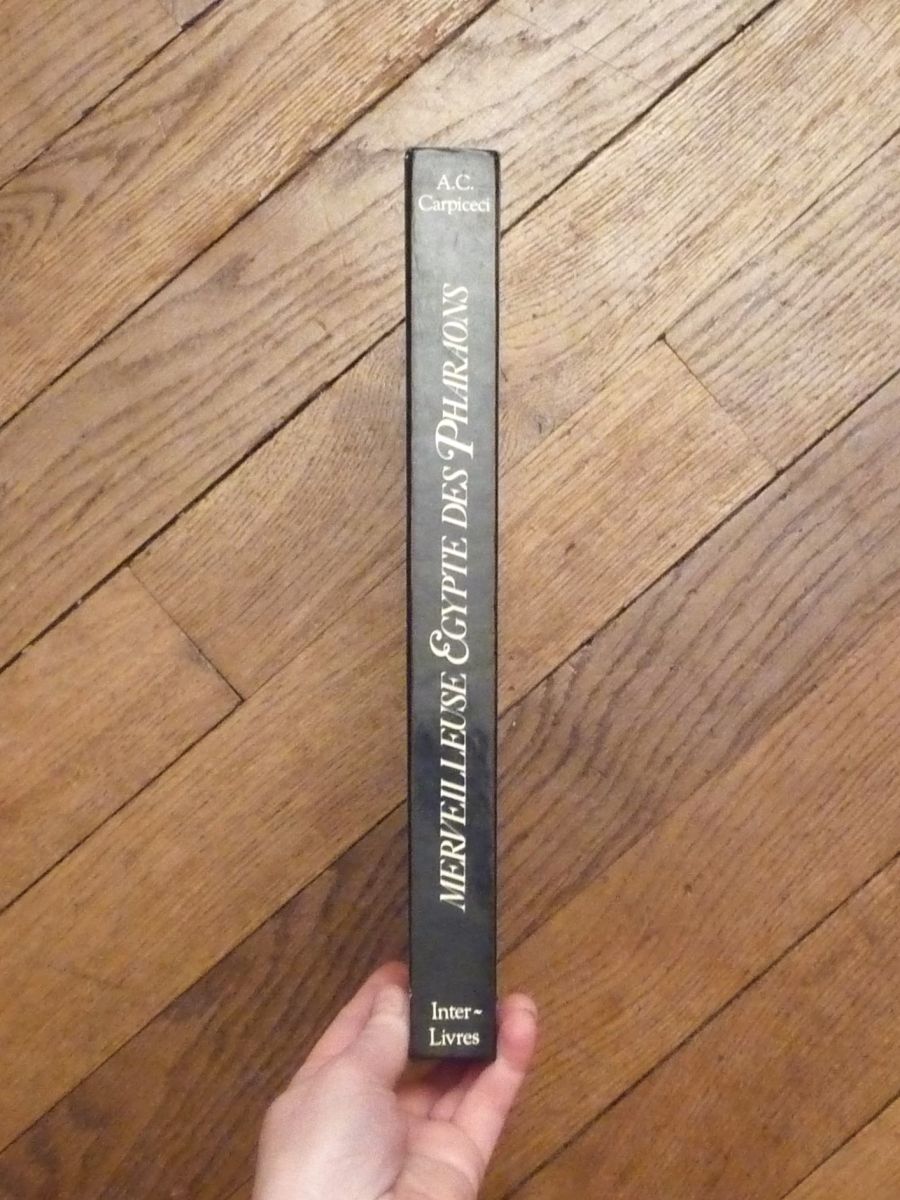 A.C.
Carpiceci
MERVEILLEUSE EGYPTE DES PHARAONS
Inter~
Livres